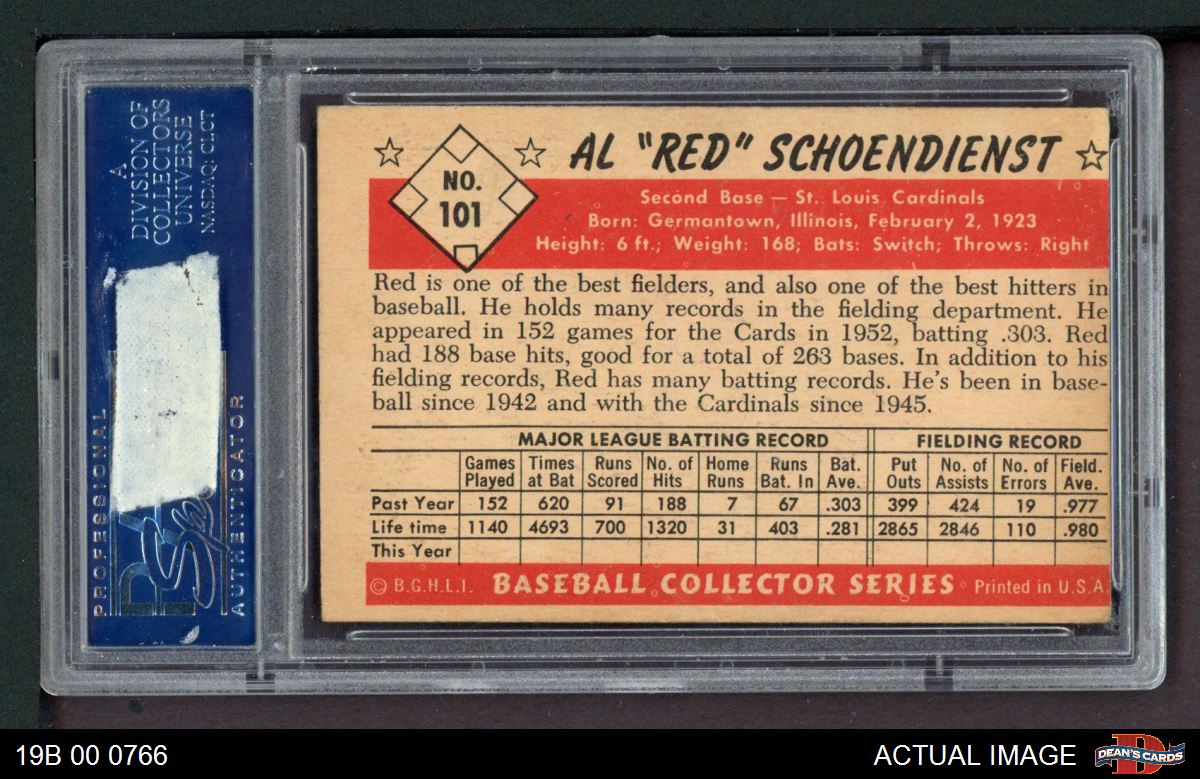 A
DIVISION OF
COLLECTORS
UNIVERSE
NASDAQ: CLCT
PROFESSIONAL
AUTHENTICATOR
NO.
101
AL "RED" SCHOENDIENST
Second Base — St. Louis Cardinals
Born: Germantown, Illinois, February 2, 1923
Height: 6 ft.; Weight: 168; Bats: Switch; Throws: Right
Red is one of the best fielders, and also one of the best hitters in
baseball. He holds many records in the fielding department. He
appeared in 152 games for the Cards in 1952, batting .303. Red
had 188 base hits, good for a total of 263 bases. In addition to his
fielding records, Red has many batting records. He's been in base-
ball since 1942 and with the Cardinals since 1945.
MAJOR LEAGUE BATTING RECORD FIELDING RECORD
Games Times Runs No. of Home Runs Bat. Put No. of No. of Field.
Played at Bat Scored Hits Runs Bat. In Ave. Outs Assists Errors Ave.
Past Year 152 620 91 188 7 67 .303 399 424 19 .977
Life time 1140 4693 700 1320 31 403 .281 2865 2846 110 .980
This Year
© B.G.H.L.I. BASEBALL COLLECTOR SERIES Printed in U.S.A.
19B 00 0766
ACTUAL IMAGE
DEAN'S CARDS